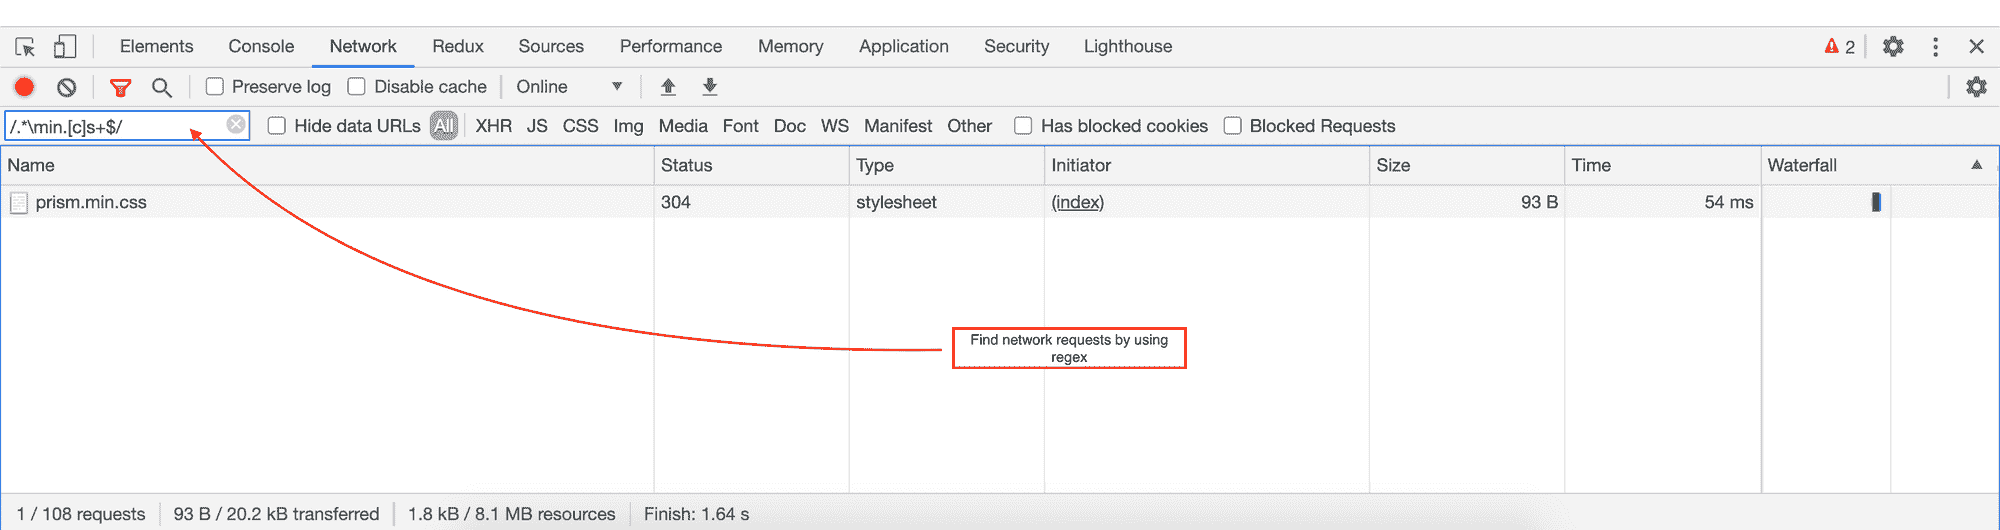 Elements Console Network Redux Sources Performance Memory Application Security Lighthouse 2
Preserve log Disable cache Online
/.*\min.[c]s+$/ Hide data URLs All XHR JS CSS Img Media Font Doc WS Manifest Other Has blocked cookies Blocked Requests
Name Status Type Initiator Size Time Waterfall
prism.min.css 304 stylesheet (index) 93 B 54 ms
Find network requests by using
regex
1 / 108 requests 93 B / 20.2 kB transferred 1.8 kB / 8.1 MB resources Finish: 1.64 s